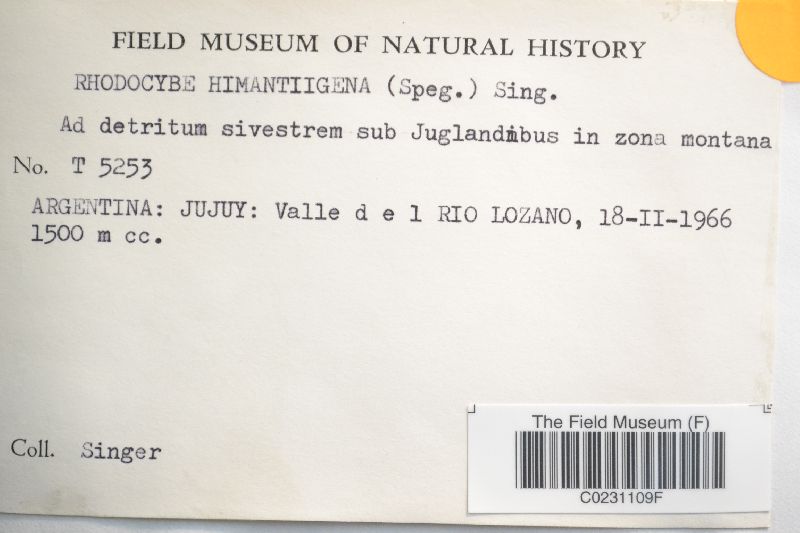 FIELD MUSEUM OF NATURAL HISTORY
RHODOCYBE HIMANTIIGENA (Speg.) Sing.
Ad detritum sivestrem sub Juglandibus in zona montana
No. T 5253
ARGENTINA: JUJUY: Valle d e l RIO LOZANO, 18-II-1966
1500 m cc.
Coll. Singer
The Field Museum (F)
C0231109F